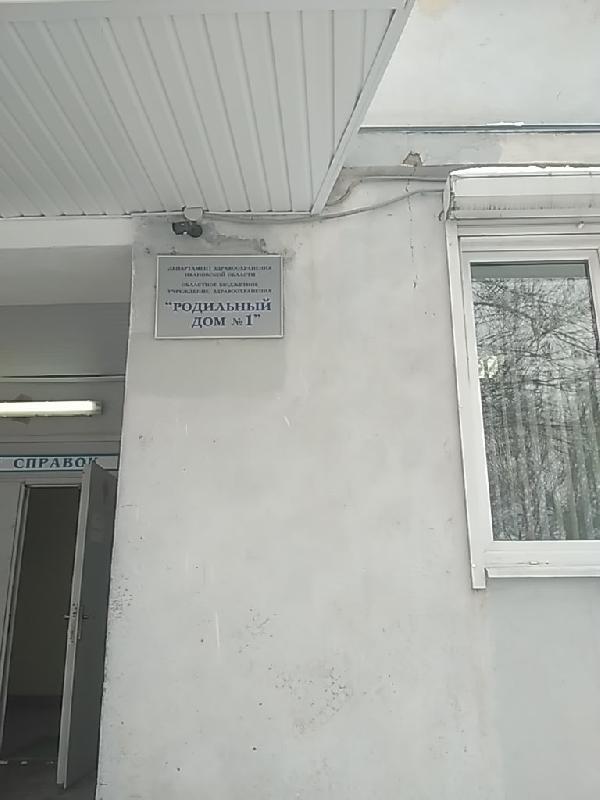 ДЕПАРТАМЕНТ ЗДРАВООХРАНЕНИЯ
ИВАНОВСКОЙ ОБЛАСТИ
ОБЛАСТНОЕ БЮДЖЕТНОЕ
УЧРЕЖДЕНИЕ ЗДРАВООХРАНЕНИЯ
"РОДИЛЬНЫЙ
ДОМ №1"
СПРАВОК